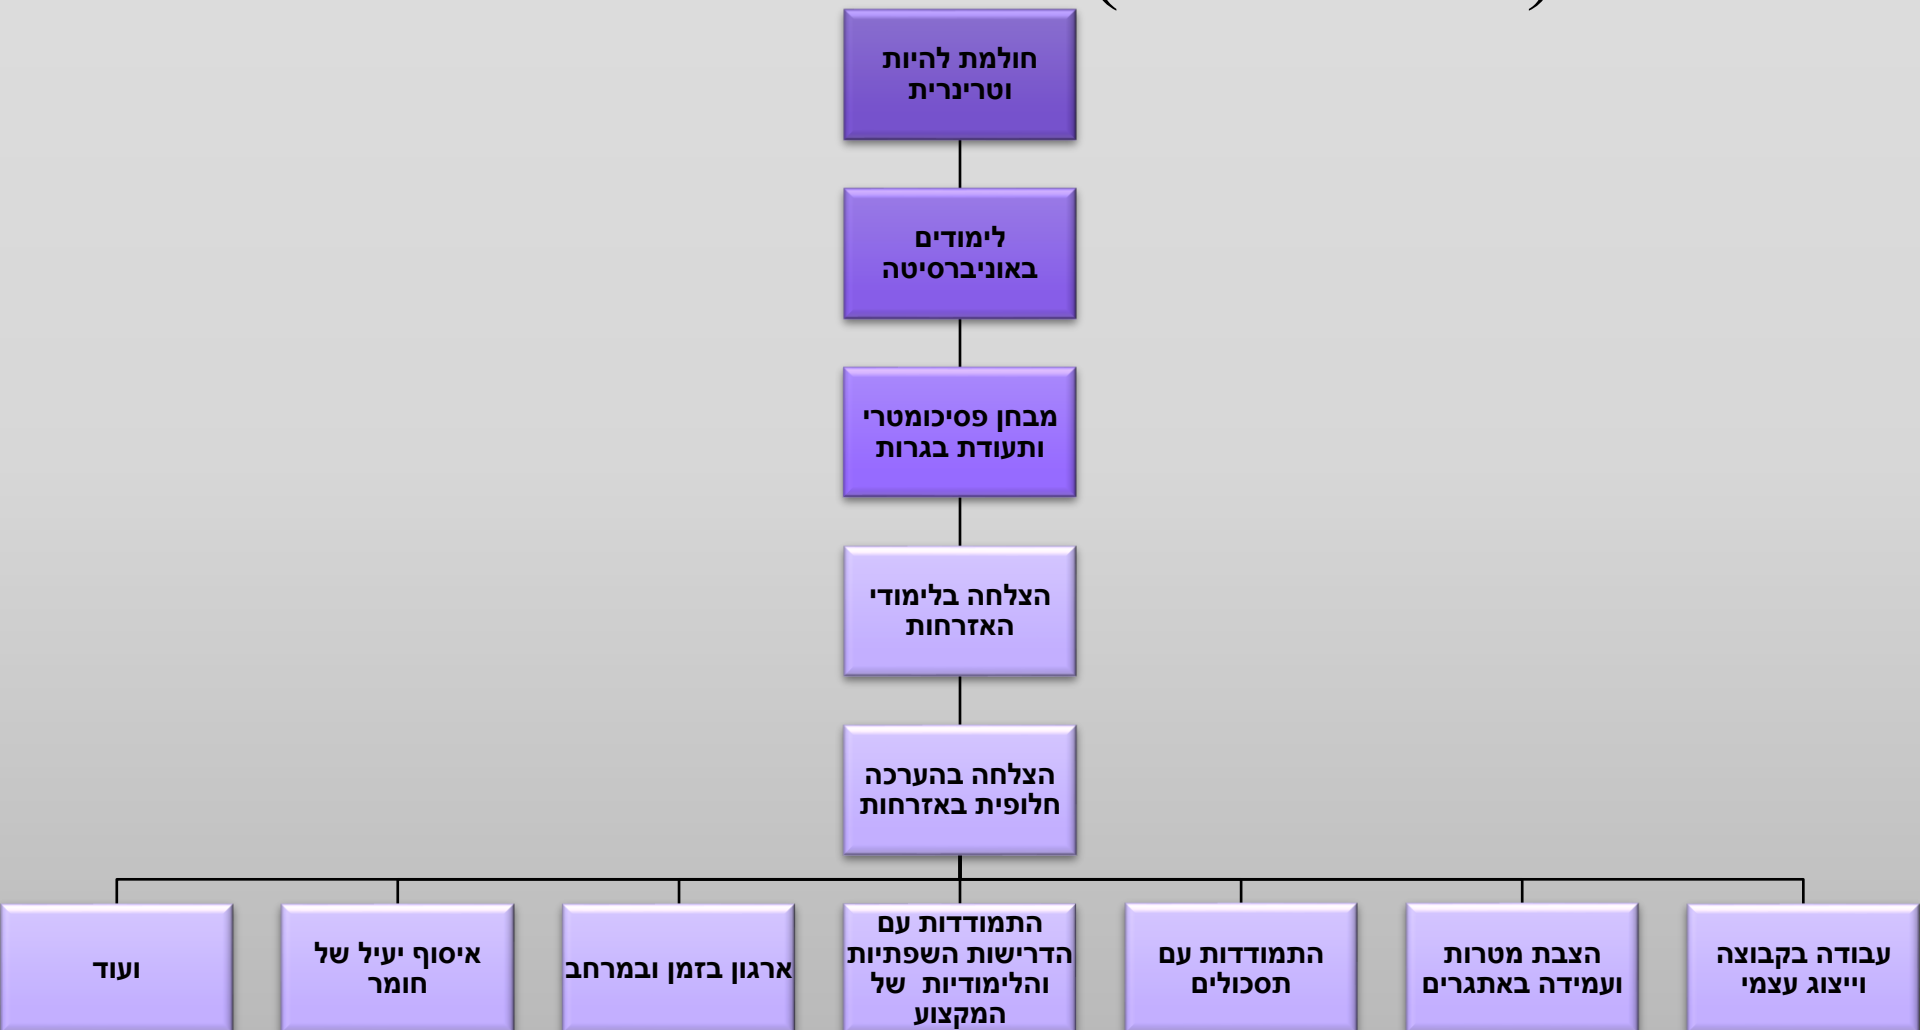 חולמת להיות
וטרינרית
לימודים
באוניברסיטה
מבחן פסיכומטרי
ותעודת בגרות
הצלחה בלימודי
האזרחות
הצלחה בהערכה
חלופית באזרחות
עבודה בקבוצה
וייצוג עצמי
הצבת מטרות
ועמידה באתגרים
התמודדות עם
תסכולים
התמודדות עם
הדרישות השפתיות
והלימודיות של
המקצוע
ארגון בזמן ובמרחב
איסוף יעיל של
חומר
ועוד